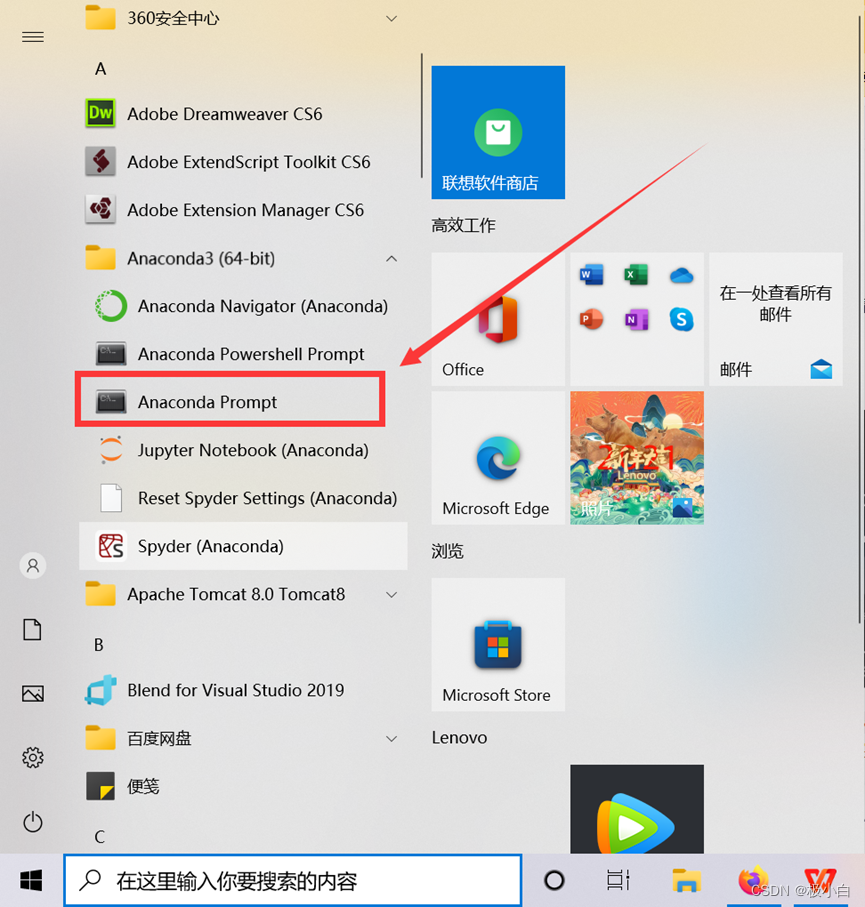 360安全中心
A
Dw
Adobe Dreamweaver CS6
Adobe ExtendScript Toolkit CS6
Adobe Extension Manager CS6
Anaconda3 (64-bit)
Anaconda Navigator (Anaconda)
Anaconda Powershell Prompt
Anaconda Prompt
Jupyter Notebook (Anaconda)
Reset Spyder Settings (Anaconda)
Spyder (Anaconda)
Apache Tomcat 8.0 Tomcat8
B
Blend for Visual Studio 2019
百度网盘
便笺
C
联想软件商店
高效工作
Office
在一处查看所有
邮件
邮件
Microsoft Edge
Lenovo
照片
浏览
Microsoft Store
Lenovo
在这里输入你要搜索的内容
CSDN @极小白